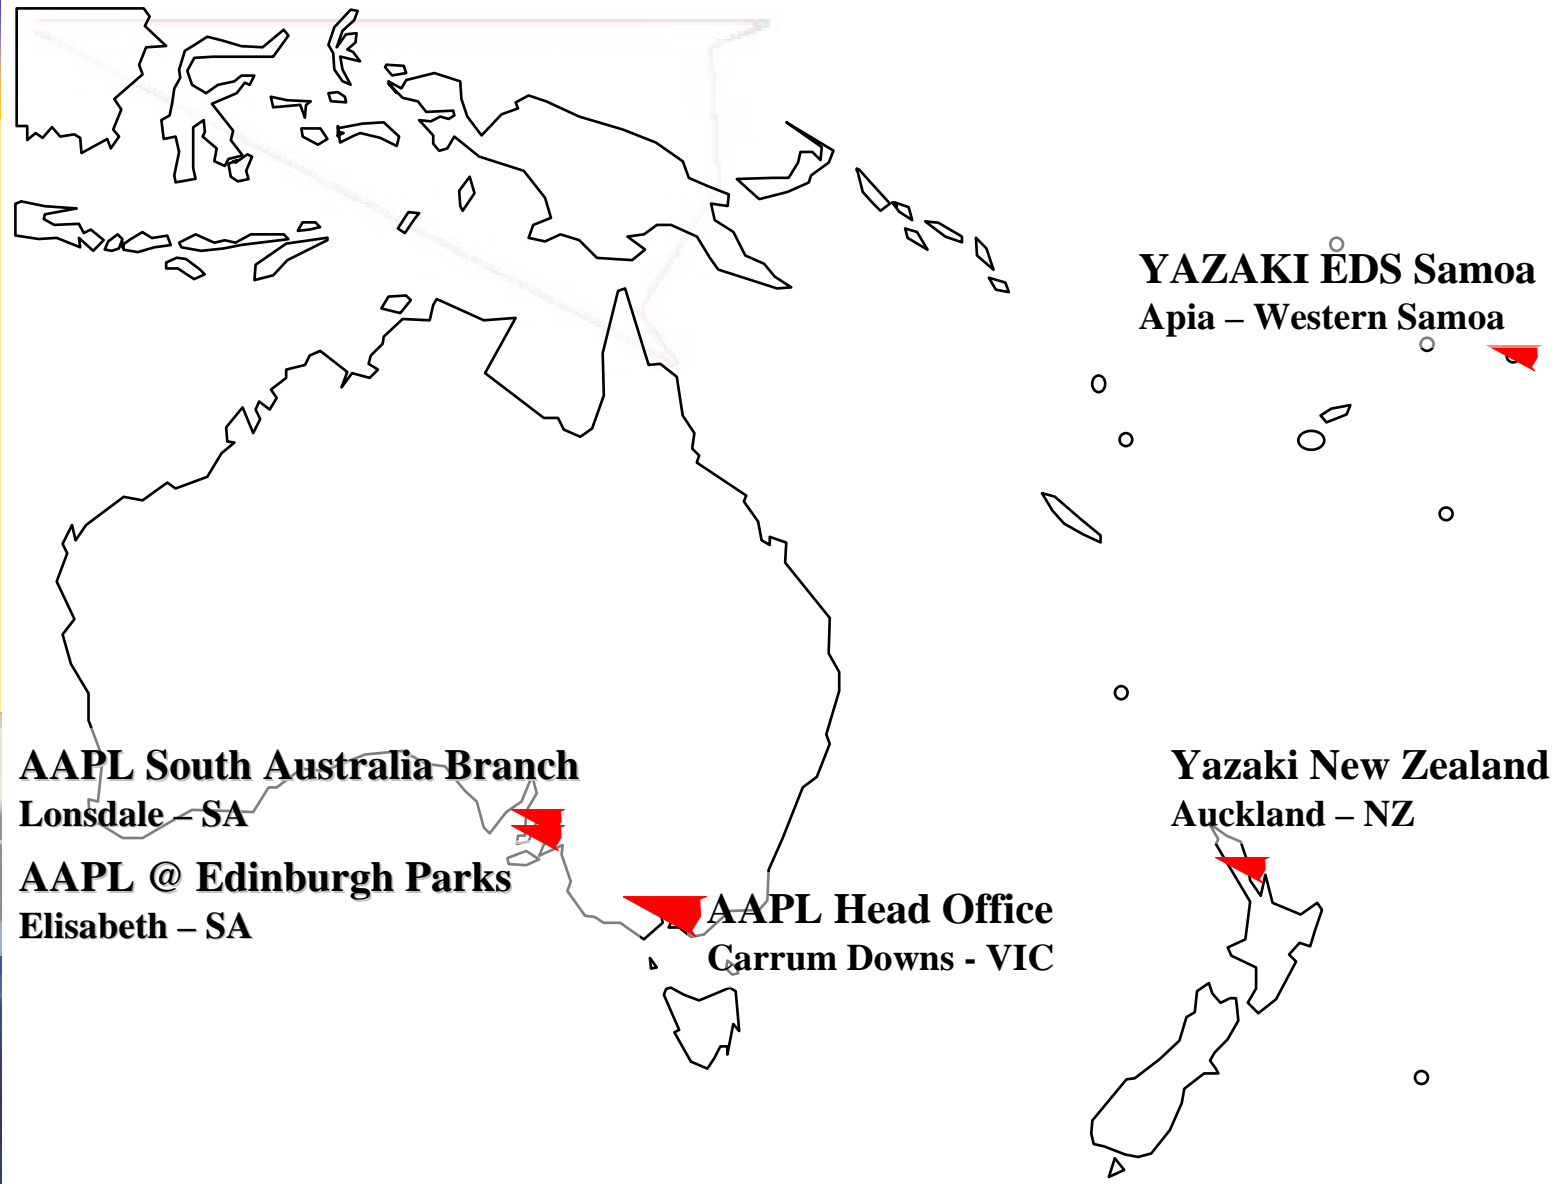 YAZAKI EDS Samoa
Apia – Western Samoa
AAPL South Australia Branch
Lonsdale – SA
AAPL @ Edinburgh Parks
Elisabeth – SA
AAPL Head Office
Carrum Downs - VIC
Yazaki New Zealand
Auckland – NZ